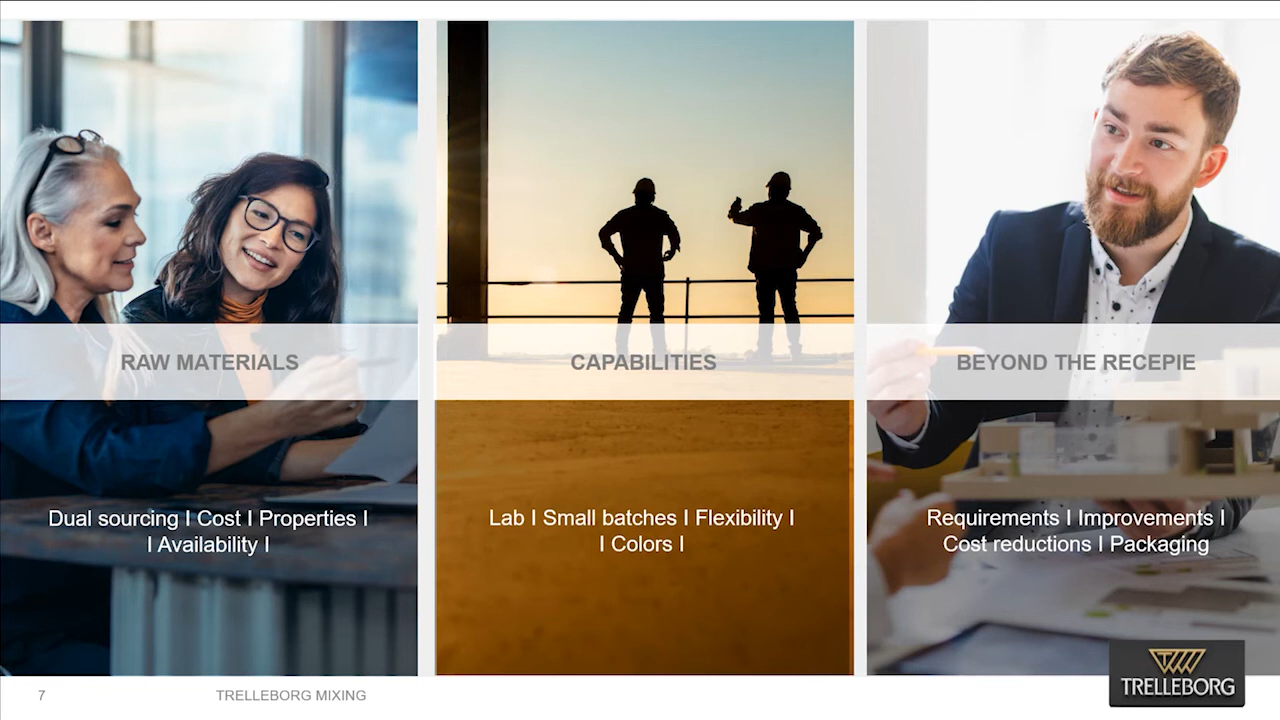 RAW MATERIALS
Dual sourcing I Cost I Properties I
I Availability I
CAPABILITIES
Lab I Small batches I Flexibility I
I Colors I
BEYOND THE RECEPIE
Requirements I Improvements I
Cost reductions I Packaging
7
TRELLEBORG MIXING
TRELLEBORG